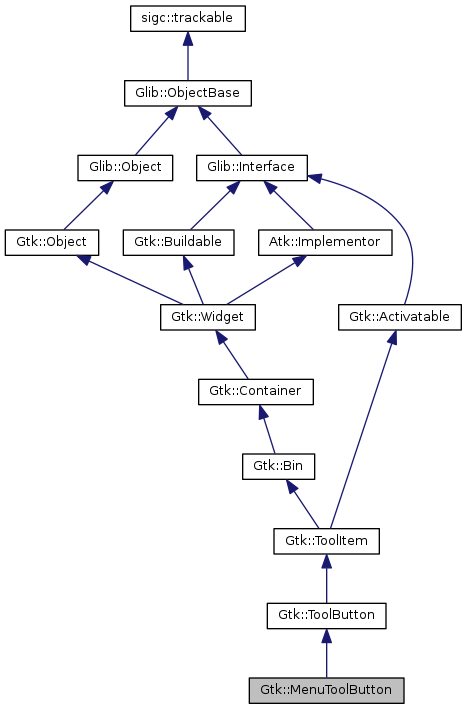 sigc::trackable
Glib::ObjectBase
Glib::Object
Glib::Interface
Gtk::Object
Gtk::Buildable
Atk::Implementor
Gtk::Widget
Gtk::Activatable
Gtk::Container
Gtk::Bin
Gtk::ToolItem
Gtk::ToolButton
Gtk::MenuToolButton